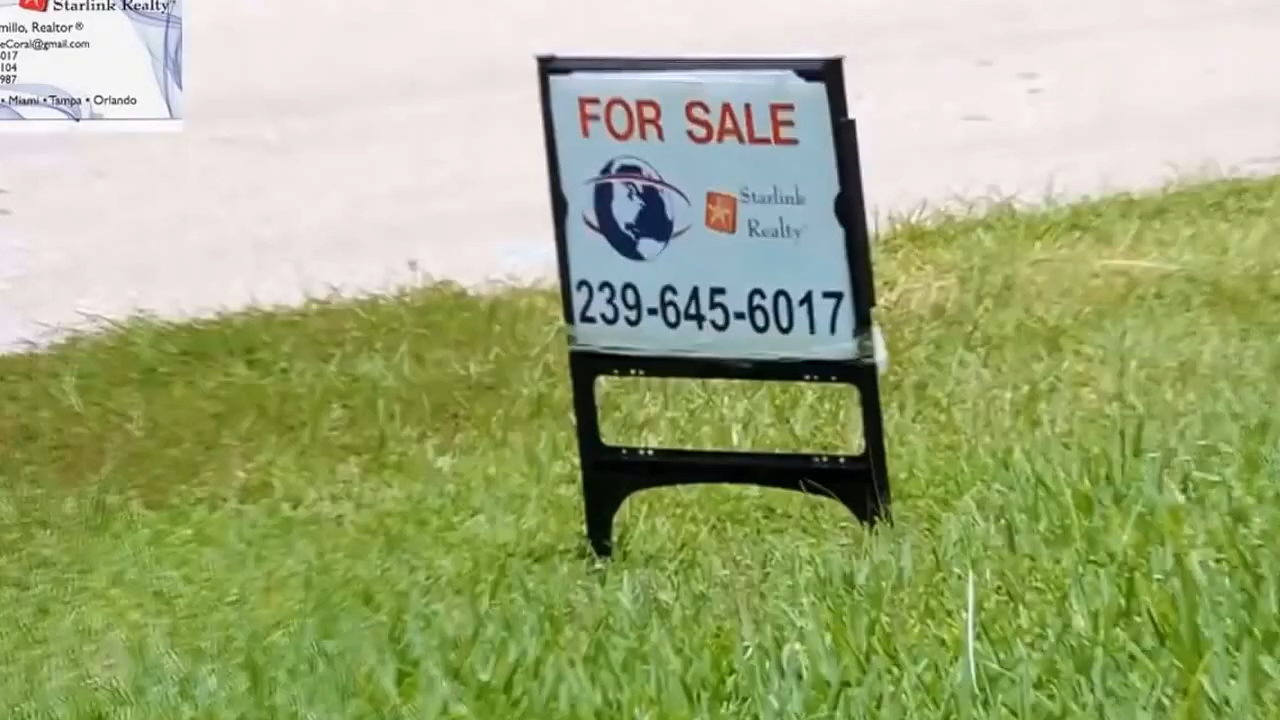 Starlink Realty
millo, Realtor®
eCoral@gmail.com
017
104
987
• Miami • Tampa • Orlando
FOR SALE
Starlink
Realty
239-645-6017